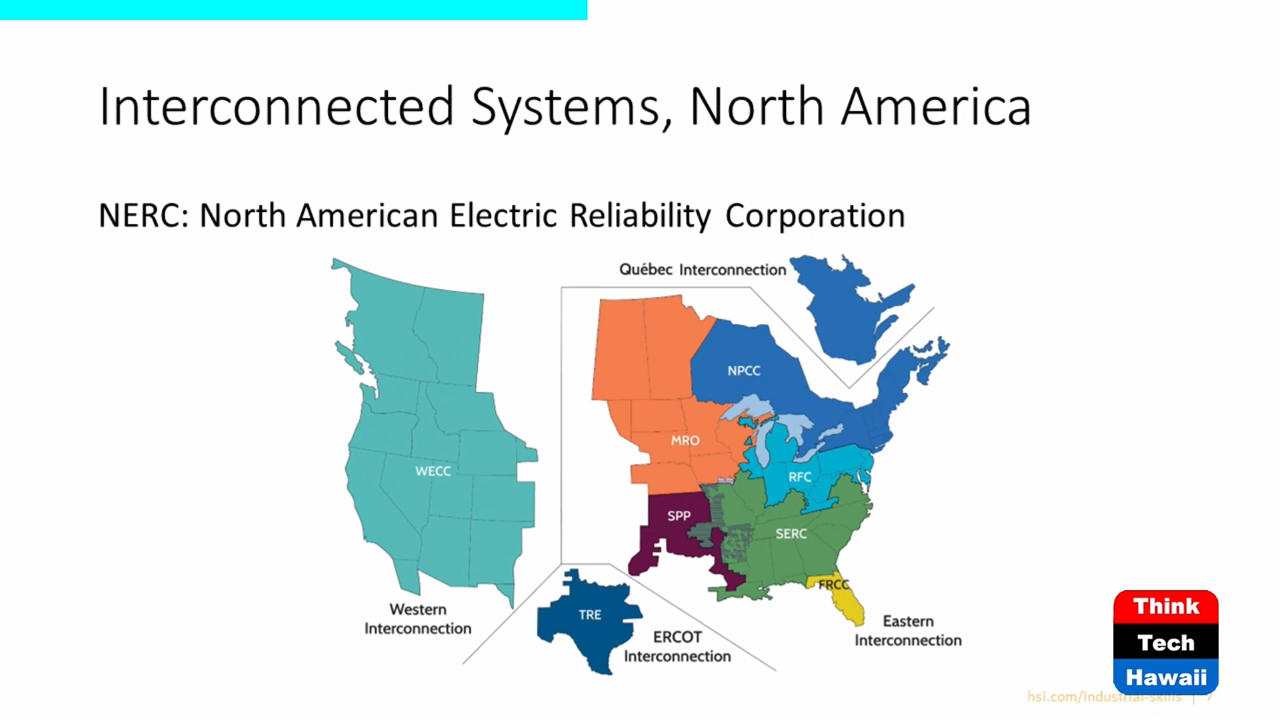 Interconnected Systems, North America
NERC: North American Electric Reliability Corporation
Québec Interconnection
NPCC
MRO
WECC
RFC
SPP
SERC
FRCC
TRE
Western
Interconnection
ERCOT
Interconnection
Eastern
Interconnection
Think
Tech
Hawaii
hsi.com/industrial-skills | 7